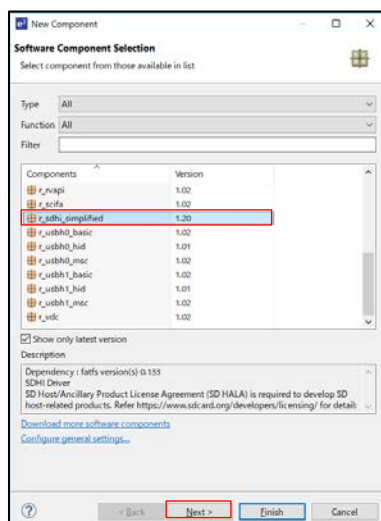 New Component
Software Component Selection
Select component from those available in list
Type All
Function All
Filter
Components Version
r_rvapi 1.02
r_scifa 1.02
r_sdhi_simplified 1.20
r_usbh0_basic 1.02
r_usbh0_hid 1.01
r_usbh0_msc 1.02
r_usbh1_basic 1.02
r_usbh1_hid 1.01
r_usbh1_msc 1.02
r_vdc 1.02
Show only latest version
Description
Dependency : fatfs version(s) 0.133
SDHI Driver
SD Host/Ancillary Product License Agreement (SD HALA) is required to develop SD
host-related products. Refer https://www.sdcard.org/developers/licensing/ for detail:
Download more software components
Configure general settings...
? < Back Next > Finish Cancel